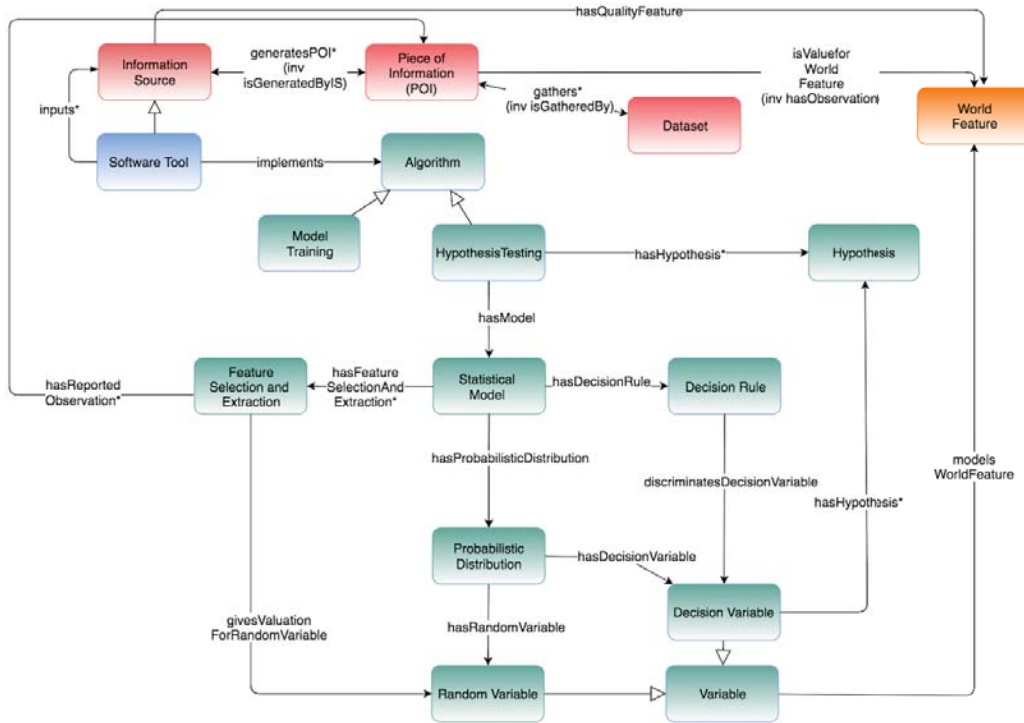 hasQualityFeature
Information
Source
generatesPOI*
(inv
isGeneratedByIS)
Piece of
Information
(POI)
isValuefor
World
Feature
(inv hasObservation)
gathers*
(inv isGatheredBy)
Dataset
World
Feature
inputs*
Software Tool
implements
Algorithm
Model
Training
HypothesisTesting
hasHypothesis*
Hypothesis
hasModel
hasReported
Observation*
Feature
Selection and
Extraction
hasFeature
SelectionAnd
Extraction*
Statistical
Model
hasDecisionRule
Decision Rule
hasProbabilisticDistribution
discriminatesDecisionVariable
models
WorldFeature
hasHypothesis*
Probabilistic
Distribution
hasDecisionVariable
Decision Variable
givesValuation
ForRandomVariable
hasRandomVariable
Random Variable
Variable